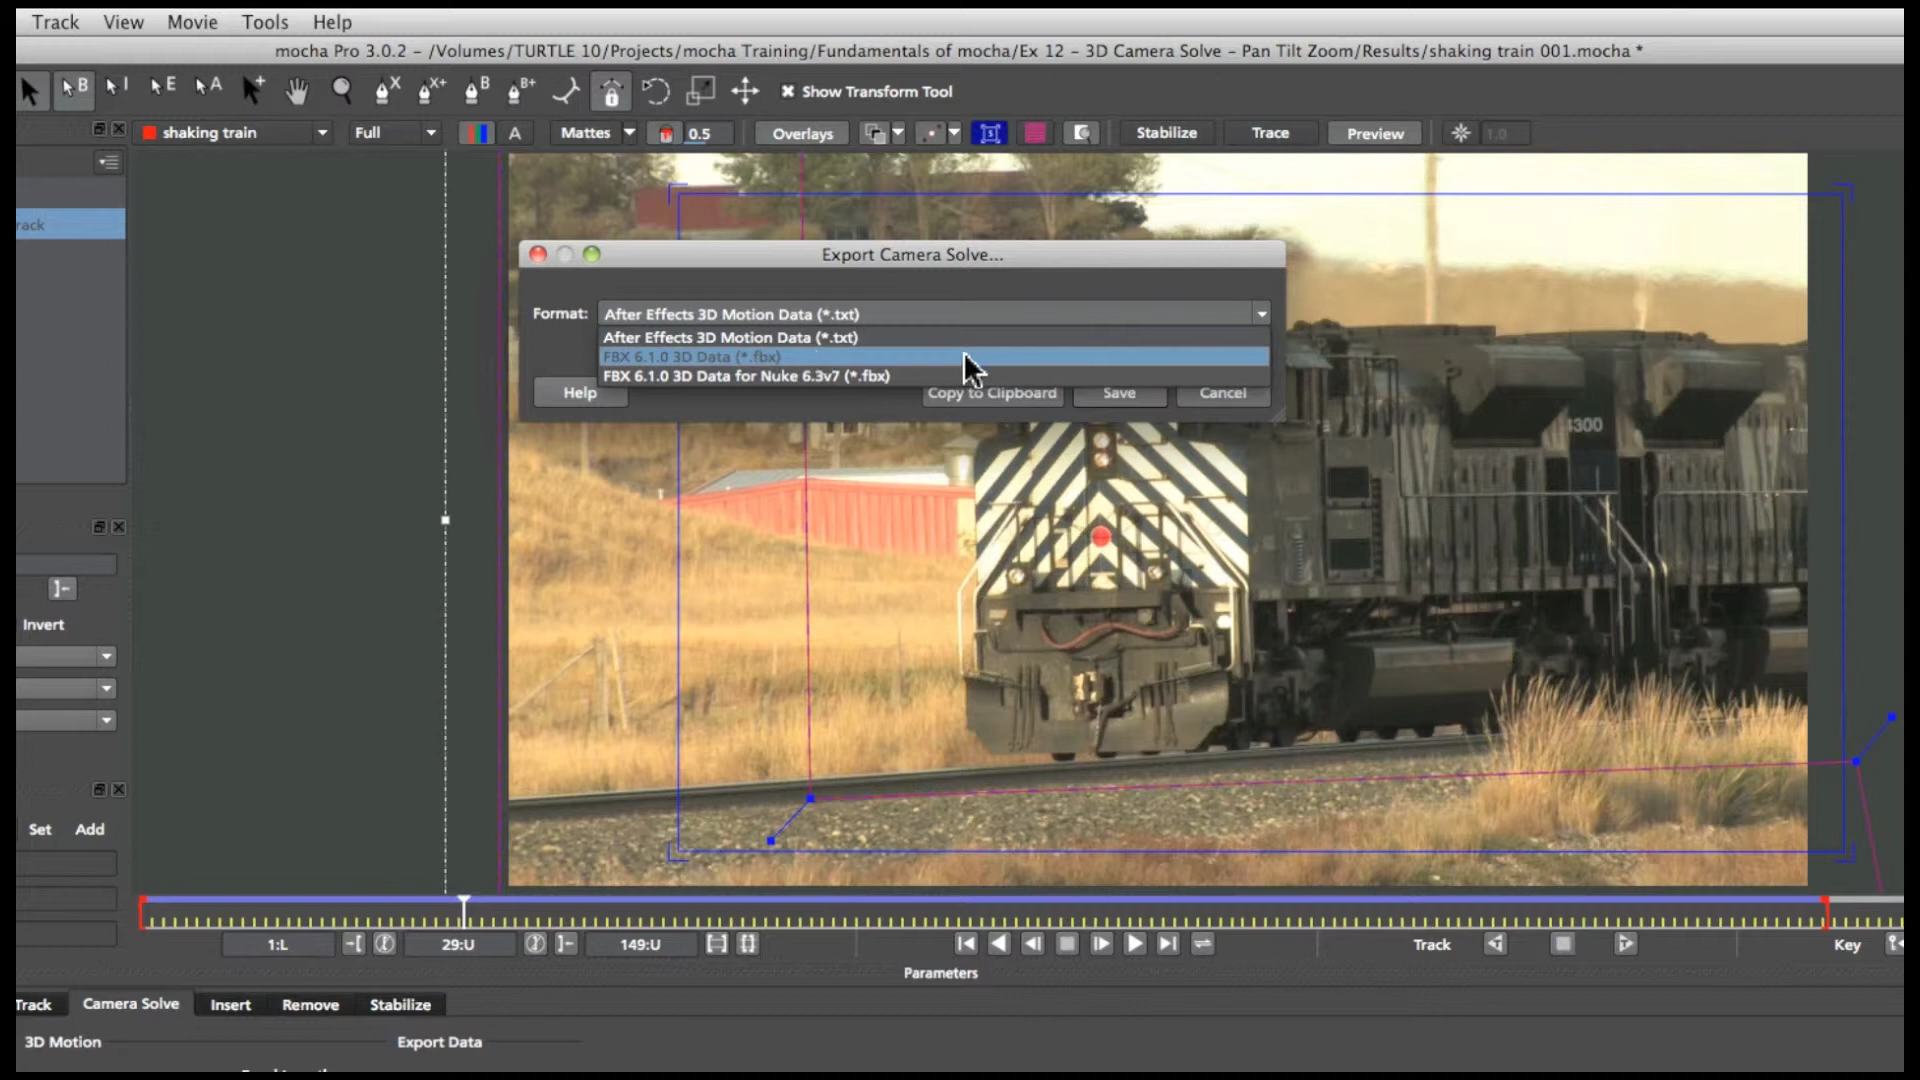 Track View Movie Tools Help
mocha Pro 3.0.2 – /Volumes/TURTLE 10/Projects/mocha Training/Fundamentals of mocha/Ex 12 – 3D Camera Solve – Pan Tilt Zoom/Results/shaking train 001.mocha *
B I E A X X+ B B+ Show Transform Tool
shaking train Full A Mattes 0.5 Overlays Stabilize Trace Preview 1.0
rack
Export Camera Solve...
Format: After Effects 3D Motion Data (*.txt)
After Effects 3D Motion Data (*.txt)
FBX 6.1.0 3D Data (*.fbx)
FBX 6.1.0 3D Data for Nuke 6.3v7 (*.fbx)
Help Copy to Clipboard Save Cancel
4300
Invert
Set Add
1:L 29:U 149:U Track Key
Parameters
Track Camera Solve Insert Remove Stabilize
3D Motion Export Data